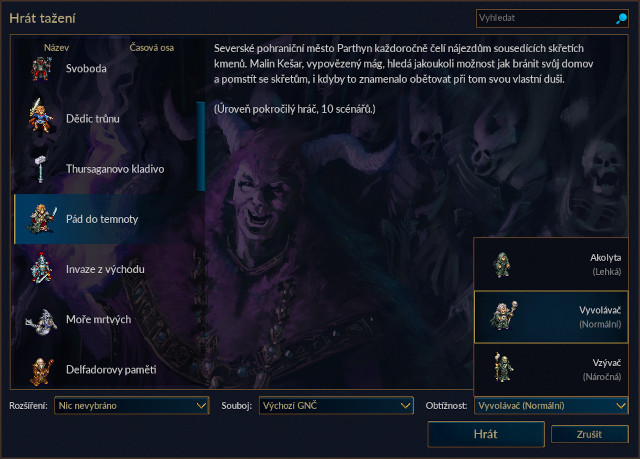 Hrát tažení
Vyhledat
Název
Časová osa
Svoboda
Dědic trůnu
Thursaganovo kladivo
Pád do temnoty
Invaze z východu
Moře mrtvých
Delfadorovy paměti
Severské pohraniční město Parthyn každoročně čelí nájezdům sousedících skřetích
kmenů. Malin Kešar, vypovězený mág, hledá jakoukoli možnost jak bránit svůj domov
a pomstít se skřetům, i kdyby to znamenalo obětovat při tom svou vlastní duši.
(Úroveň pokročilý hráč, 10 scénářů.)
Akolyta
(Lehká)
Vyvolávač
(Normální)
Vzývač
(Náročná)
Rozšíření:
Nic nevybráno
Souboj:
Výchozí GNČ
Obtížnost:
Vyvolávač (Normální)
Hrát
Zrušit